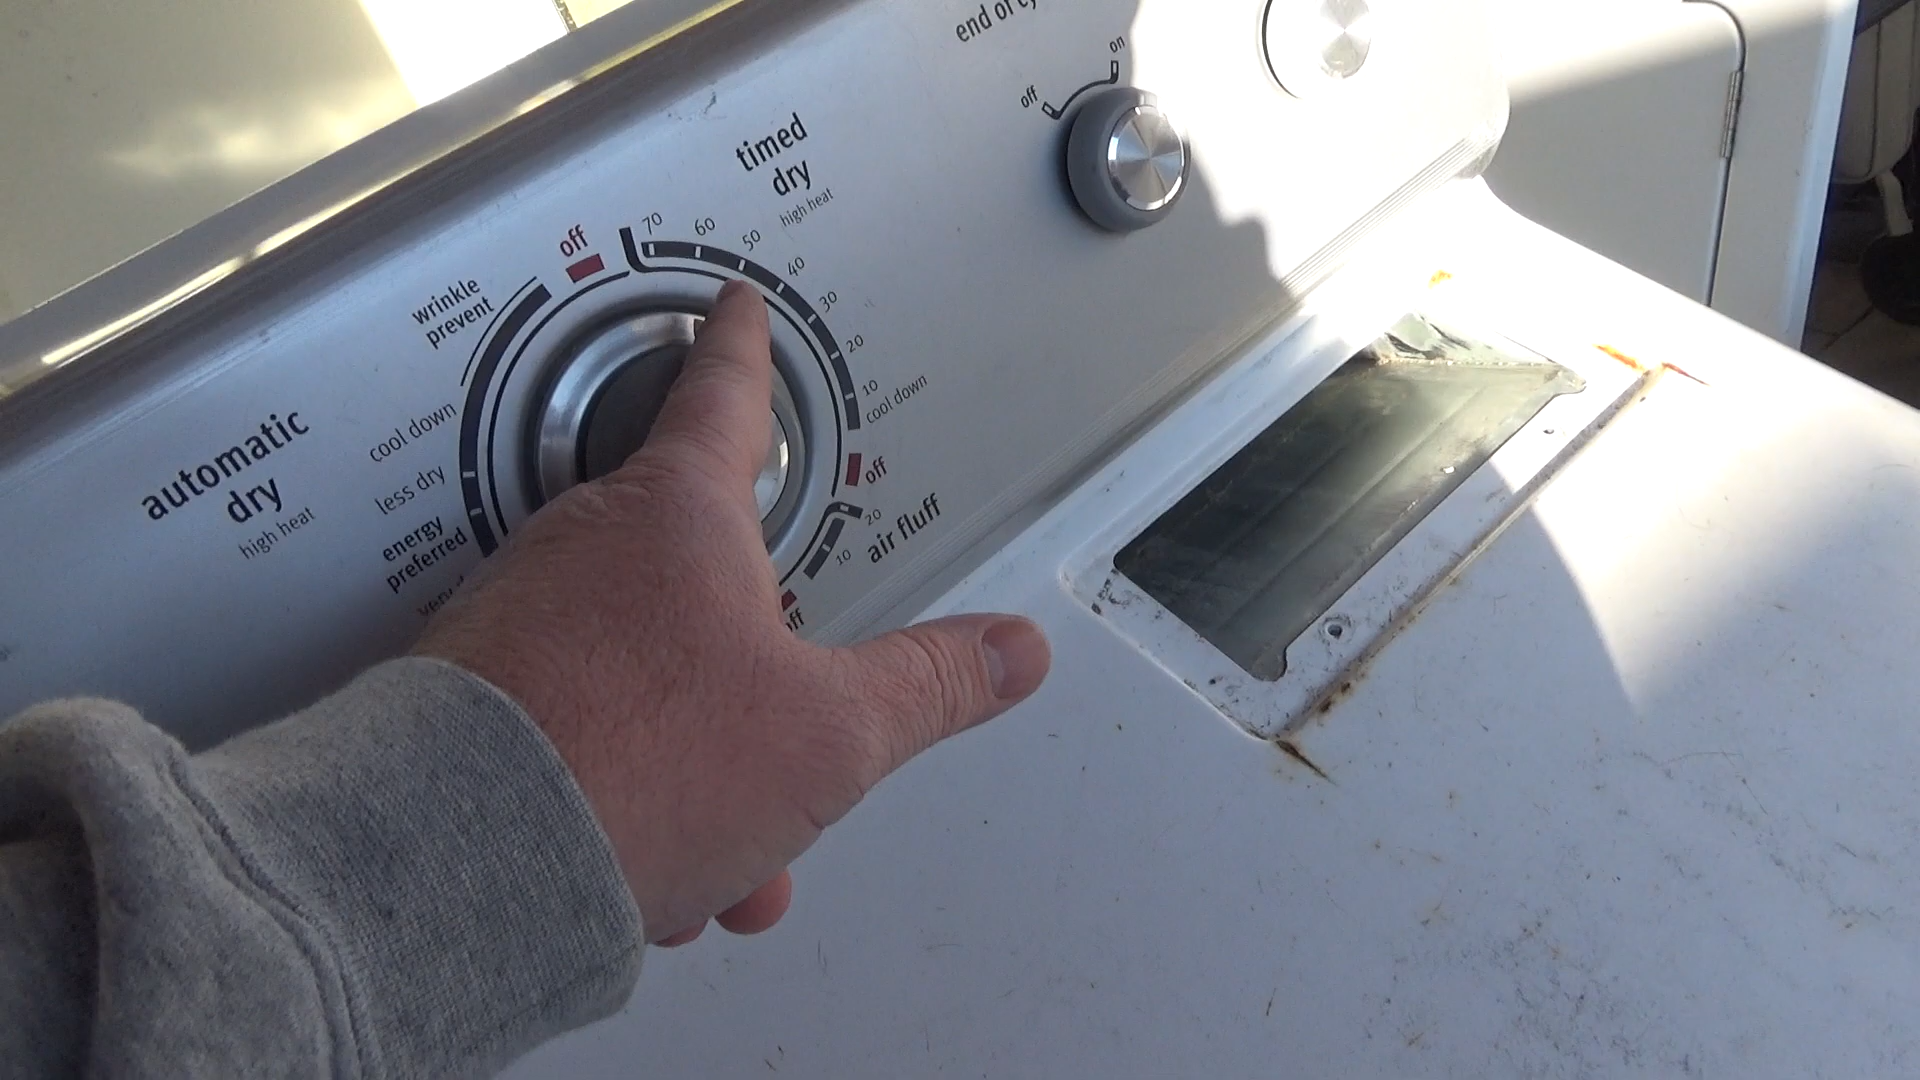 end of
on
off
timed
dry
high heat
off
70
60
50
40
30
20
10
cool down
off
20
10
air fluff
off
wrinkle
prevent
cool down
less dry
energy
preferred
automatic
dry
high heat